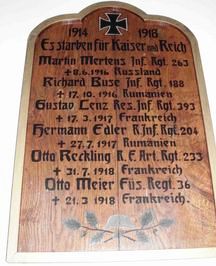 1914 1918
Es starben für Kaiser und Reich
Martin Mertens Inf. Rgt. 263
+ 8.6.1916 Russland
Richard Buse Inf. Rgt. 188
+ 17.10.1916 Rumänien
Gustav Lenz Res. Inf. Rgt. 393
+ 17.3.1917 Frankreich
Hermann Edler R. Inf. Rgt. 204
+ 27.7.1917 Rumänien
Otto Reckling R. F. Art. Rgt. 233
+ 31.7.1918 Frankreich
Otto Meier Füs. Regt. 36
+ 21.3.1918 Frankreich.